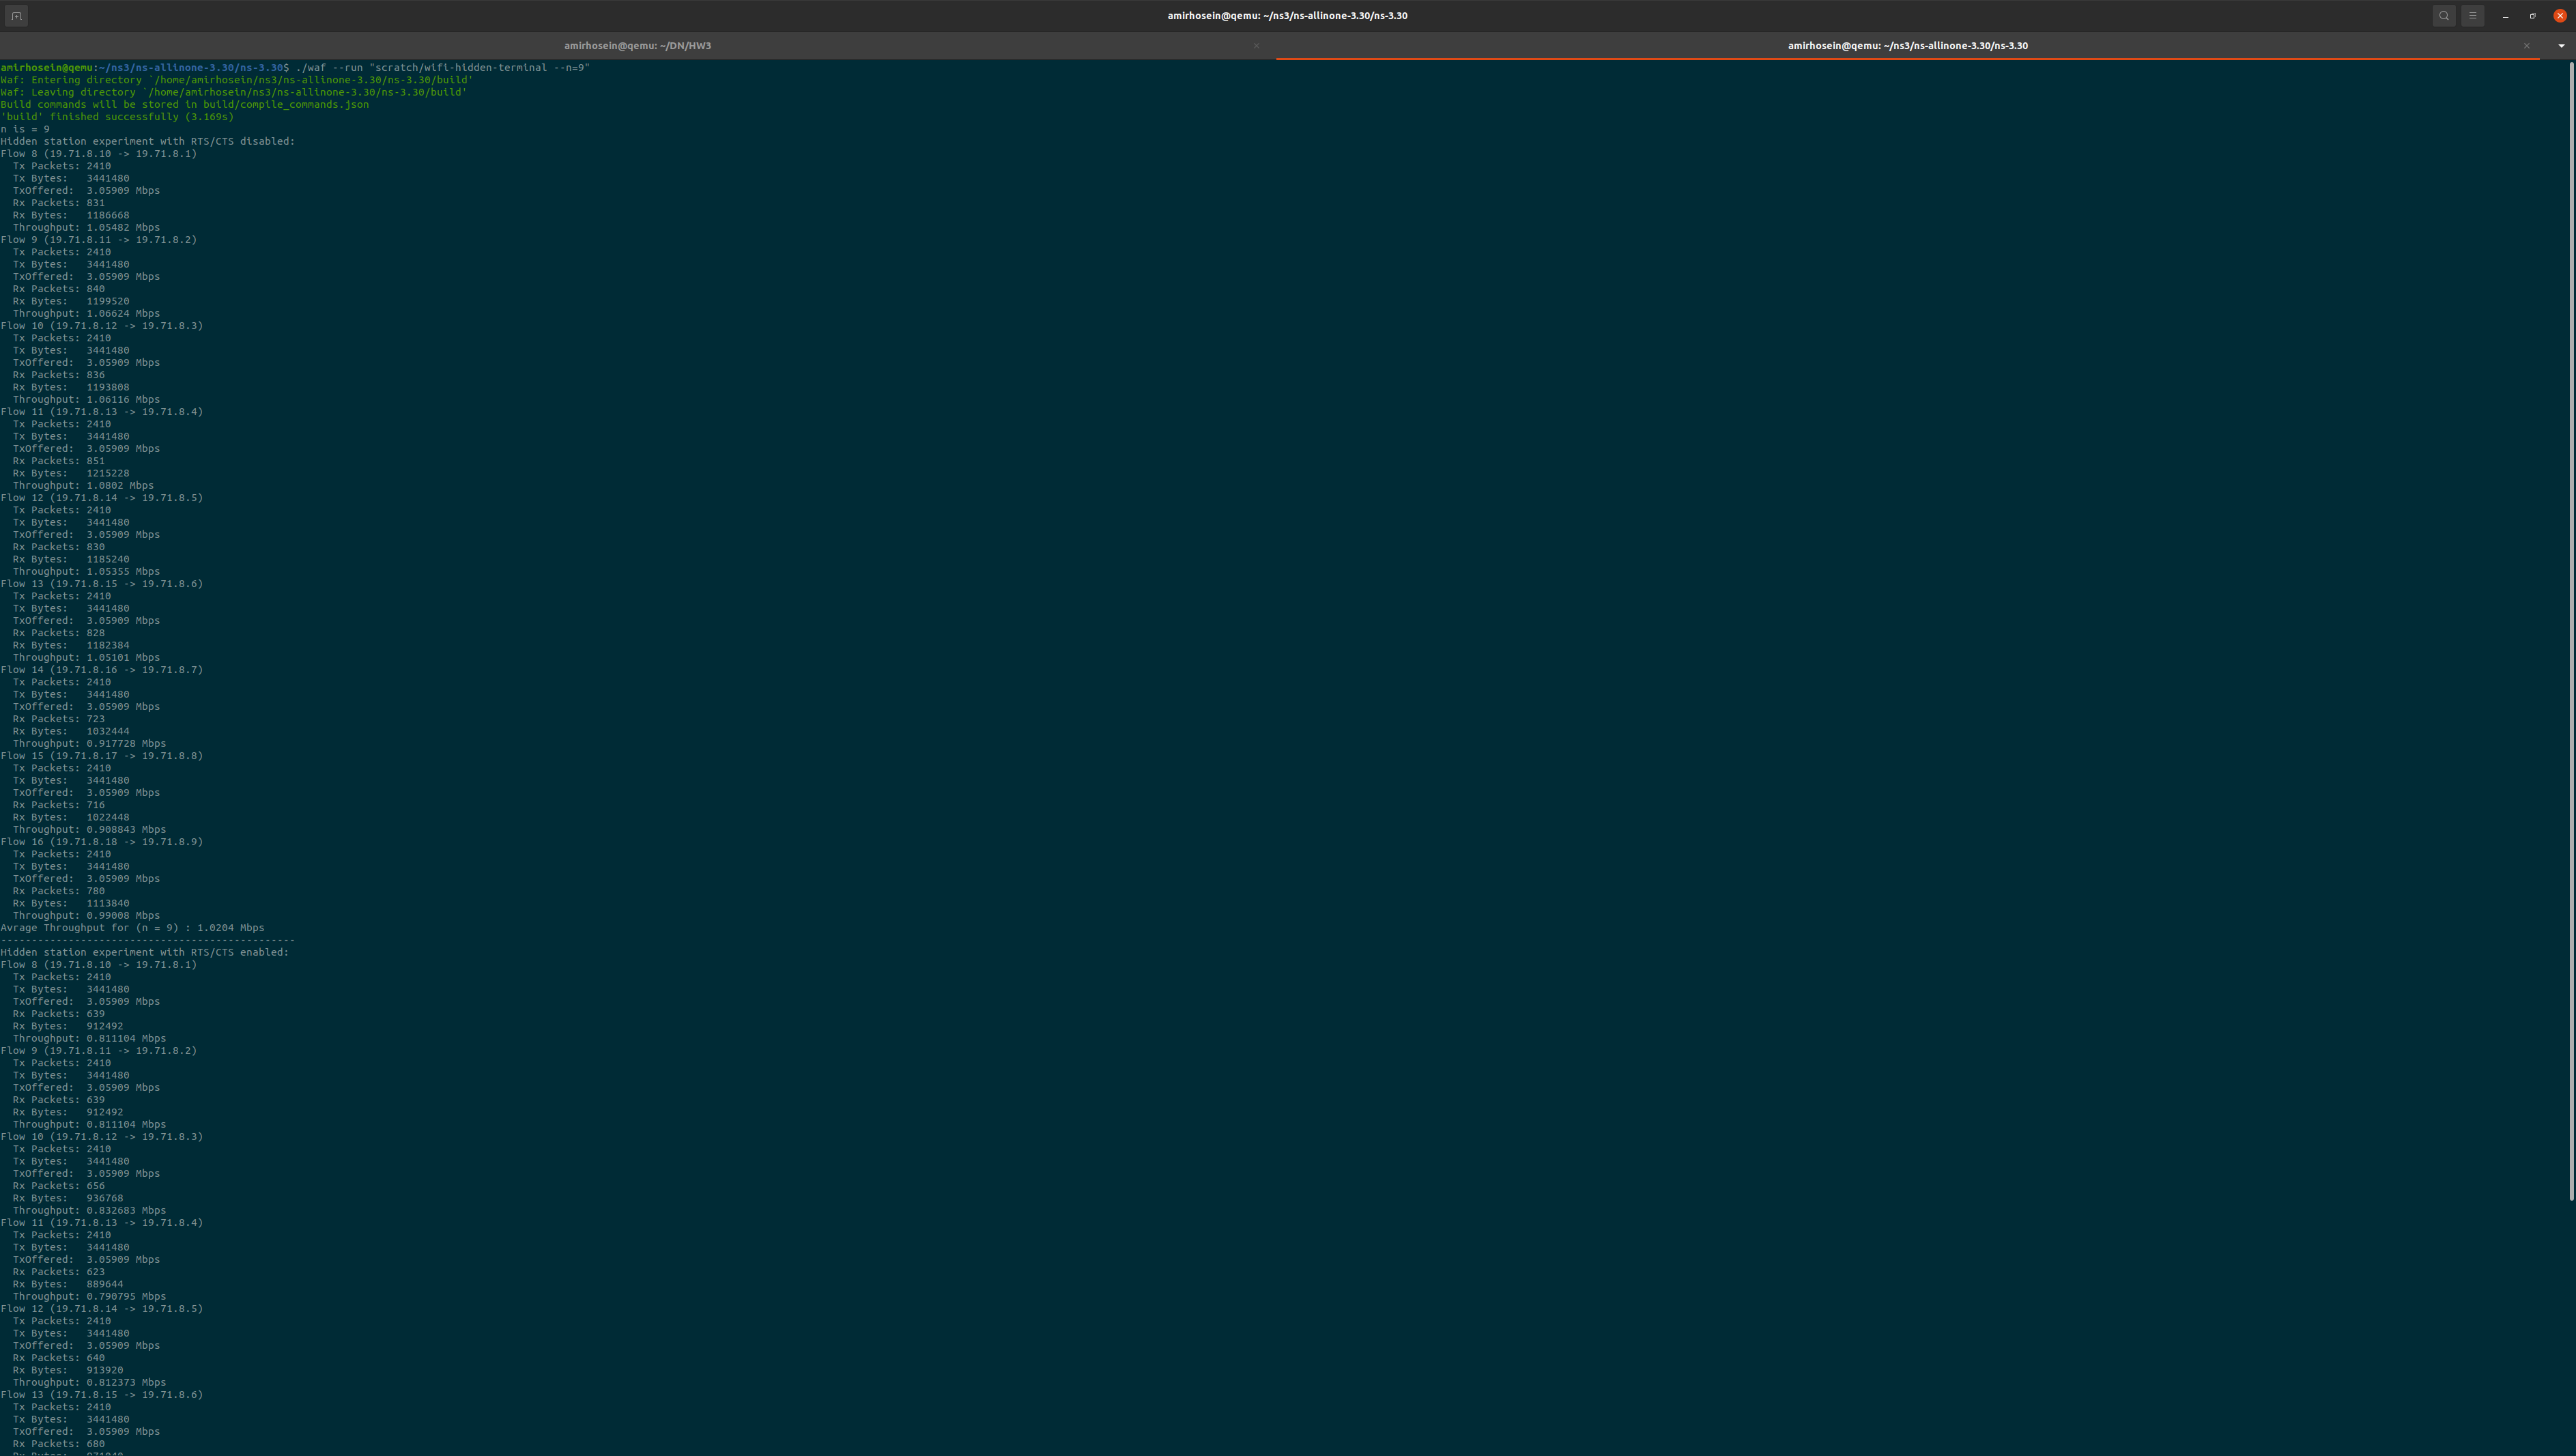 amirhosein@qemu: ~/ns3/ns-allinone-3.30/ns-3.30
amirhosein@qemu: ~/DN/HW3
amirhosein@qemu: ~/ns3/ns-allinone-3.30/ns-3.30
amirhosein@qemu:~/ns3/ns-allinone-3.30/ns-3.30$ ./waf --run "scratch/wifi-hidden-terminal --n=9"
Waf: Entering directory `/home/amirhosein/ns3/ns-allinone-3.30/ns-3.30/build'
Waf: Leaving directory `/home/amirhosein/ns3/ns-allinone-3.30/ns-3.30/build'
Build commands will be stored in build/compile_commands.json
'build' finished successfully (3.169s)
n is = 9
Hidden station experiment with RTS/CTS disabled:
Flow 8 (19.71.8.10 -> 19.71.8.1)
  Tx Packets: 2410
  Tx Bytes:   3441480
  TxOffered:  3.05909 Mbps
  Rx Packets: 831
  Rx Bytes:   1186668
  Throughput: 1.05482 Mbps
Flow 9 (19.71.8.11 -> 19.71.8.2)
  Tx Packets: 2410
  Tx Bytes:   3441480
  TxOffered:  3.05909 Mbps
  Rx Packets: 840
  Rx Bytes:   1199520
  Throughput: 1.06624 Mbps
Flow 10 (19.71.8.12 -> 19.71.8.3)
  Tx Packets: 2410
  Tx Bytes:   3441480
  TxOffered:  3.05909 Mbps
  Rx Packets: 836
  Rx Bytes:   1193808
  Throughput: 1.06116 Mbps
Flow 11 (19.71.8.13 -> 19.71.8.4)
  Tx Packets: 2410
  Tx Bytes:   3441480
  TxOffered:  3.05909 Mbps
  Rx Packets: 851
  Rx Bytes:   1215228
  Throughput: 1.0802 Mbps
Flow 12 (19.71.8.14 -> 19.71.8.5)
  Tx Packets: 2410
  Tx Bytes:   3441480
  TxOffered:  3.05909 Mbps
  Rx Packets: 830
  Rx Bytes:   1185240
  Throughput: 1.05355 Mbps
Flow 13 (19.71.8.15 -> 19.71.8.6)
  Tx Packets: 2410
  Tx Bytes:   3441480
  TxOffered:  3.05909 Mbps
  Rx Packets: 828
  Rx Bytes:   1182384
  Throughput: 1.05101 Mbps
Flow 14 (19.71.8.16 -> 19.71.8.7)
  Tx Packets: 2410
  Tx Bytes:   3441480
  TxOffered:  3.05909 Mbps
  Rx Packets: 723
  Rx Bytes:   1032444
  Throughput: 0.917728 Mbps
Flow 15 (19.71.8.17 -> 19.71.8.8)
  Tx Packets: 2410
  Tx Bytes:   3441480
  TxOffered:  3.05909 Mbps
  Rx Packets: 716
  Rx Bytes:   1022448
  Throughput: 0.908843 Mbps
Flow 16 (19.71.8.18 -> 19.71.8.9)
  Tx Packets: 2410
  Tx Bytes:   3441480
  TxOffered:  3.05909 Mbps
  Rx Packets: 780
  Rx Bytes:   1113840
  Throughput: 0.99008 Mbps
Avrage Throughput for (n = 9) : 1.0204 Mbps
------------------------------------------------
Hidden station experiment with RTS/CTS enabled:
Flow 8 (19.71.8.10 -> 19.71.8.1)
  Tx Packets: 2410
  Tx Bytes:   3441480
  TxOffered:  3.05909 Mbps
  Rx Packets: 639
  Rx Bytes:   912492
  Throughput: 0.811104 Mbps
Flow 9 (19.71.8.11 -> 19.71.8.2)
  Tx Packets: 2410
  Tx Bytes:   3441480
  TxOffered:  3.05909 Mbps
  Rx Packets: 639
  Rx Bytes:   912492
  Throughput: 0.811104 Mbps
Flow 10 (19.71.8.12 -> 19.71.8.3)
  Tx Packets: 2410
  Tx Bytes:   3441480
  TxOffered:  3.05909 Mbps
  Rx Packets: 656
  Rx Bytes:   936768
  Throughput: 0.832683 Mbps
Flow 11 (19.71.8.13 -> 19.71.8.4)
  Tx Packets: 2410
  Tx Bytes:   3441480
  TxOffered:  3.05909 Mbps
  Rx Packets: 623
  Rx Bytes:   889644
  Throughput: 0.790795 Mbps
Flow 12 (19.71.8.14 -> 19.71.8.5)
  Tx Packets: 2410
  Tx Bytes:   3441480
  TxOffered:  3.05909 Mbps
  Rx Packets: 640
  Rx Bytes:   913920
  Throughput: 0.812373 Mbps
Flow 13 (19.71.8.15 -> 19.71.8.6)
  Tx Packets: 2410
  Tx Bytes:   3441480
  TxOffered:  3.05909 Mbps
  Rx Packets: 680